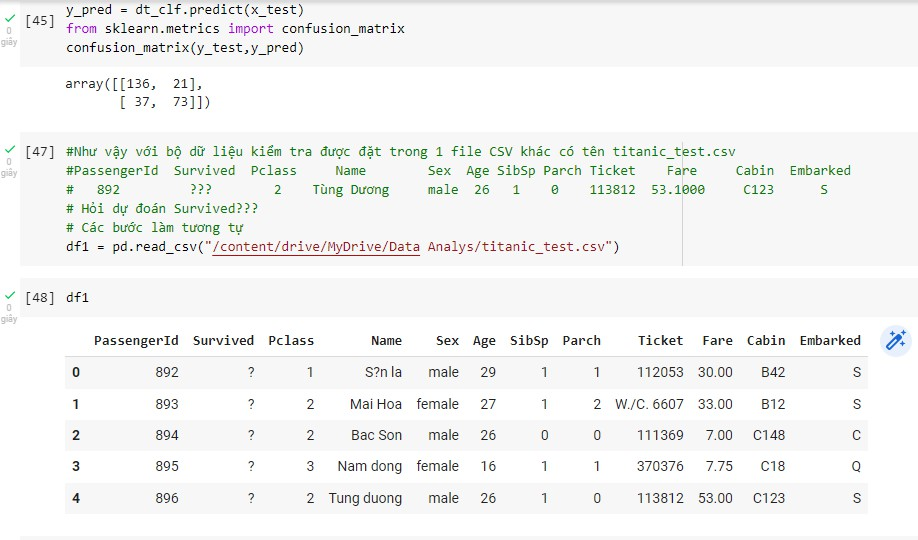 [45] y_pred = dt_clf.predict(x_test)
0 from sklearn.metrics import confusion_matrix
giây confusion_matrix(y_test,y_pred)
array([[136, 21],
[ 37, 73]])
[47] #Như vậy với bộ dữ liệu kiểm tra được đặt trong 1 file CSV khác có tên titanic_test.csv
0 #PassengerId Survived Pclass Name Sex Age SibSp Parch Ticket Fare Cabin Embarked
giây # 892 ??? 2 Tùng Dương male 26 1 0 113812 53.1000 C123 S
# Hỏi dự đoán Survived???
# Các bước làm tương tự
df1 = pd.read_csv("/content/drive/MyDrive/Data Analys/titanic_test.csv")
[48] df1
0
giây
PassengerId Survived Pclass Name Sex Age SibSp Parch Ticket Fare Cabin Embarked
0 892 ? 1 S?n la male 29 1 1 112053 30.00 B42 S
1 893 ? 2 Mai Hoa female 27 1 2 W./C. 6607 33.00 B12 S
2 894 ? 2 Bac Son male 26 0 0 111369 7.00 C148 C
3 895 ? 3 Nam dong female 16 1 1 370376 7.75 C18 Q
4 896 ? 2 Tung duong male 26 1 0 113812 53.00 C123 S